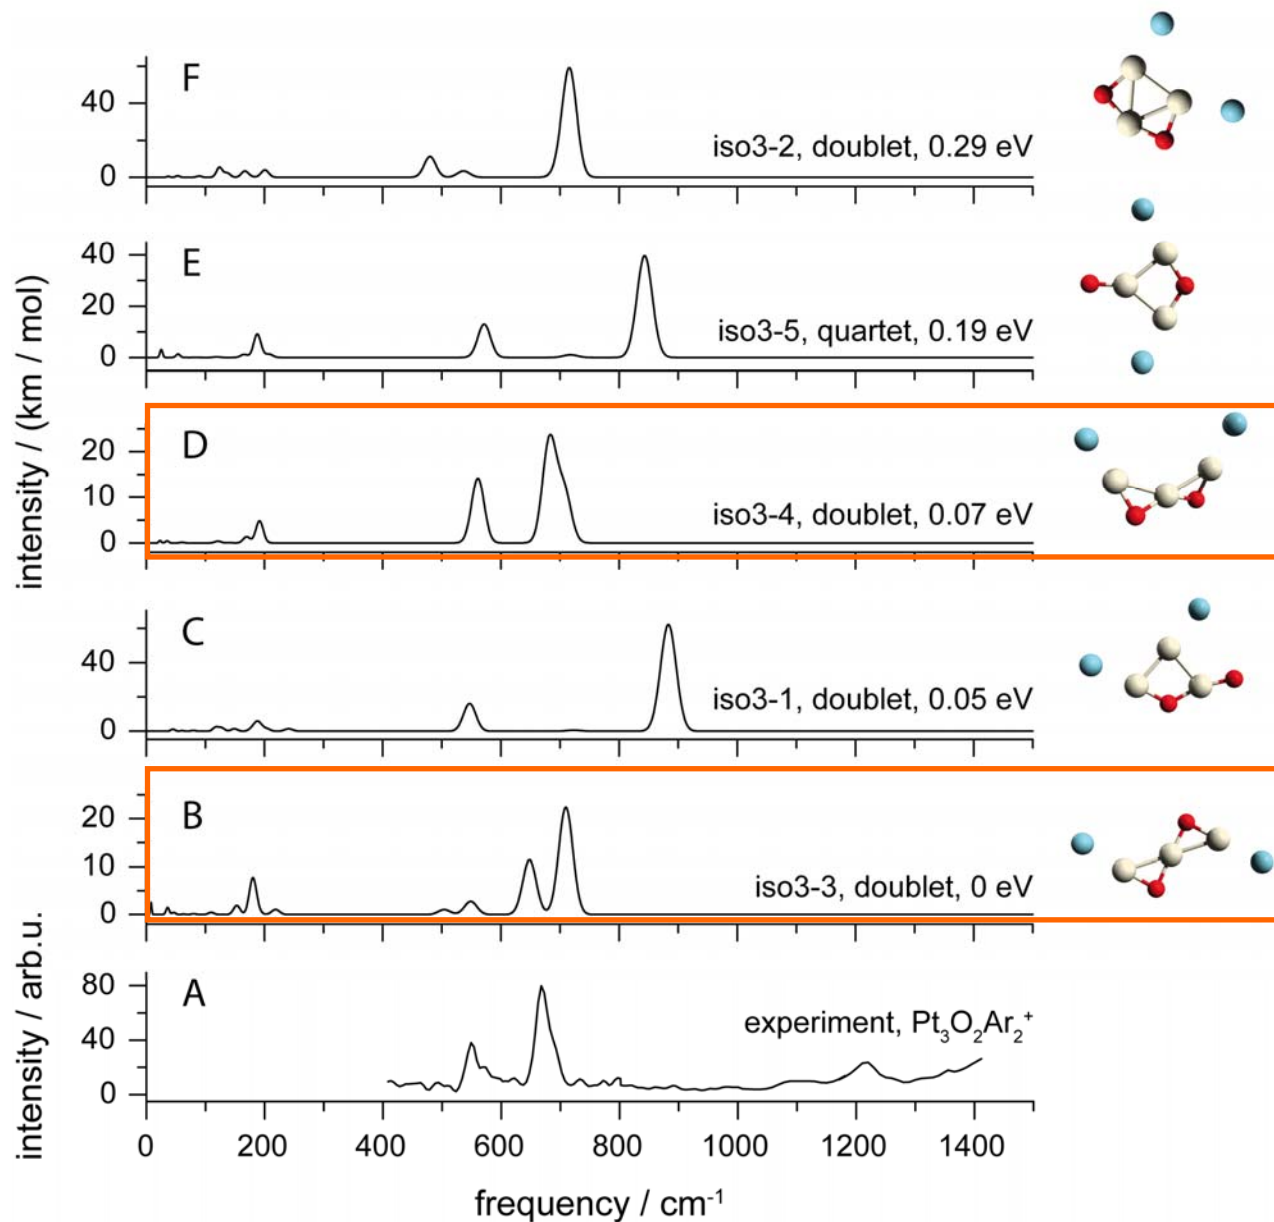 F
40
0
iso3-2, doublet, 0.29 eV
E
40
20
0
iso3-5, quartet, 0.19 eV
intensity / (km / mol)
D
20
10
0
iso3-4, doublet, 0.07 eV
C
40
0
iso3-1, doublet, 0.05 eV
B
20
10
0
iso3-3, doublet, 0 eV
intensity / arb.u.
A
80
40
0
experiment, Pt₃O₂Ar₂⁺
0 200 400 600 800 1000 1200 1400
frequency / cm⁻¹